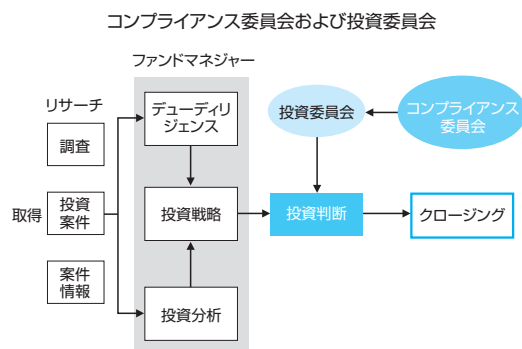 コンプライアンス委員会および投資委員会
ファンドマネジャー
リサーチ
調査
取得
投資
案件
案件
情報
デューディリ
ジェンス
投資戦略
投資分析
投資委員会
コンプライアンス
委員会
投資判断
クロージング